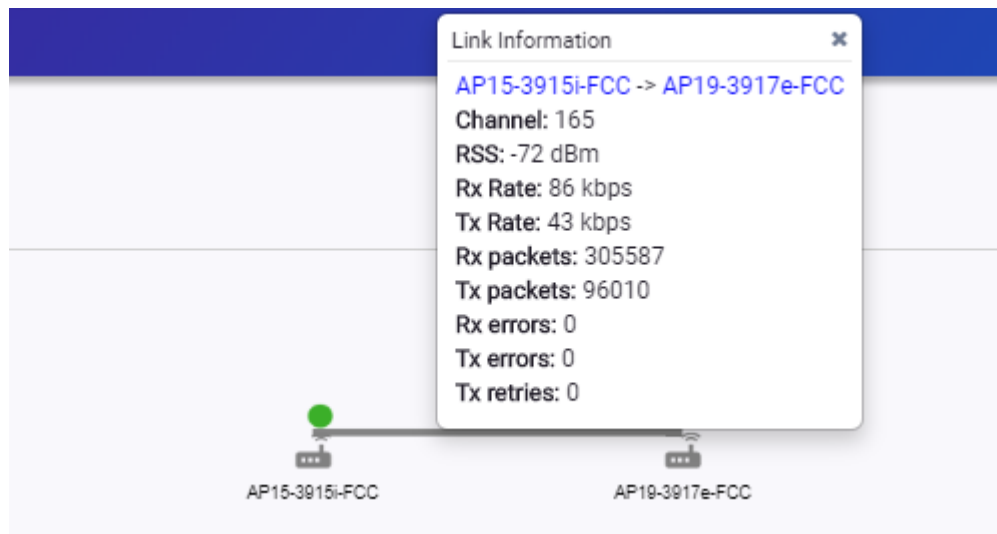 Link Information
AP15-3915i-FCC -> AP19-3917e-FCC
Channel: 165
RSS: -72 dBm
Rx Rate: 86 kbps
Tx Rate: 43 kbps
Rx packets: 305587
Tx packets: 96010
Rx errors: 0
Tx errors: 0
Tx retries: 0
AP15-3915i-FCC
AP19-3917e-FCC